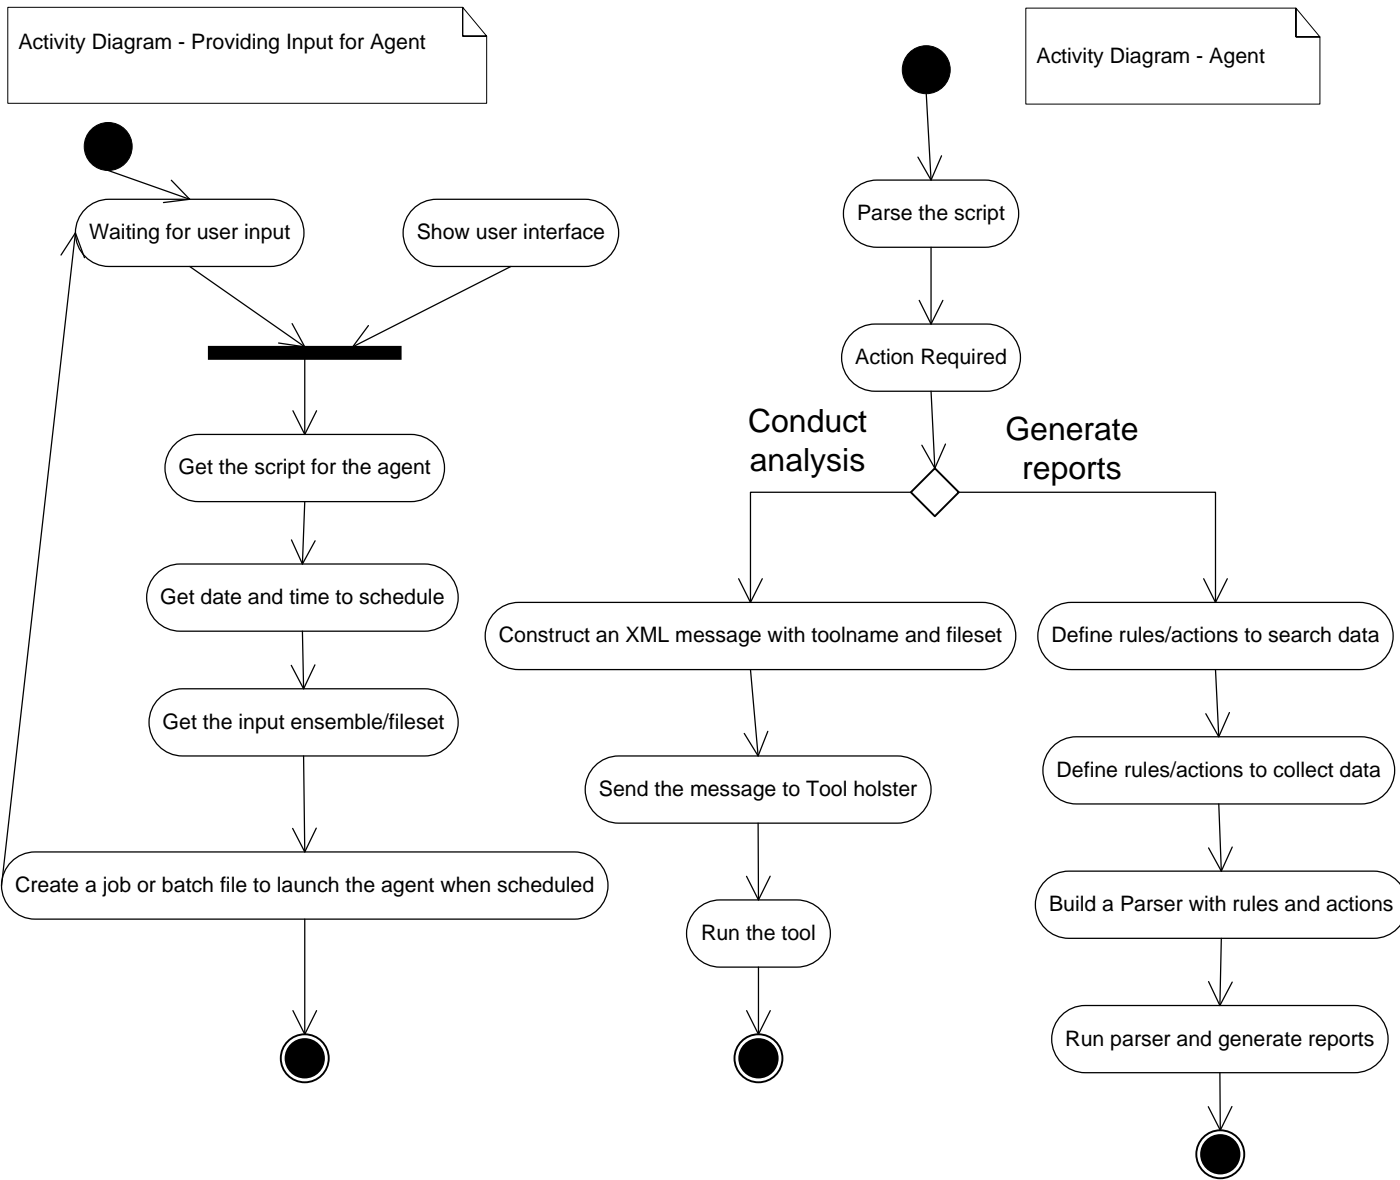 Activity Diagram - Providing Input for Agent
Waiting for user input
Show user interface
Get the script for the agent
Get date and time to schedule
Get the input ensemble/fileset
Create a job or batch file to launch the agent when scheduled
Activity Diagram - Agent
Parse the script
Action Required
Conduct
analysis
Generate
reports
Construct an XML message with toolname and fileset
Send the message to Tool holster
Run the tool
Define rules/actions to search data
Define rules/actions to collect data
Build a Parser with rules and actions
Run parser and generate reports